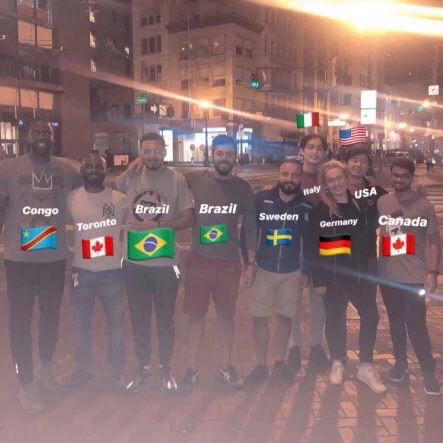 Congo
Toronto
Brazil
Brazil
Sweden
Italy
Germany
USA
Canada